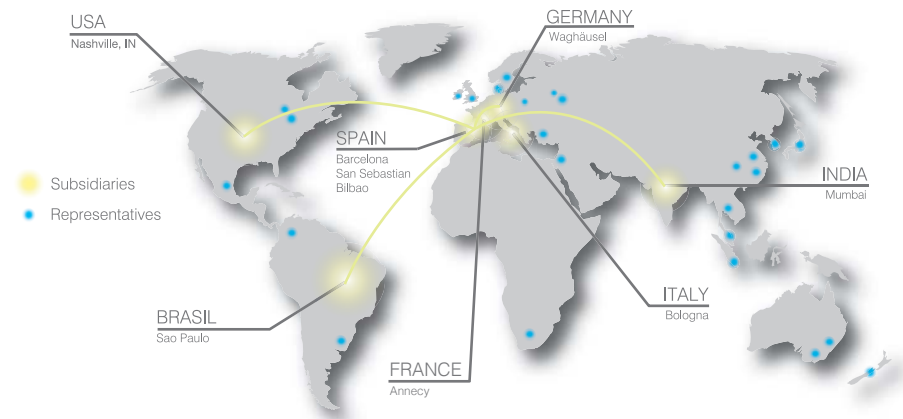 USA
Nashville, IN
GERMANY
Waghäusel
SPAIN
Barcelona
San Sebastian
Bilbao
Subsidiaries
Representatives
INDIA
Mumbai
ITALY
Bologna
BRASIL
Sao Paulo
FRANCE
Annecy